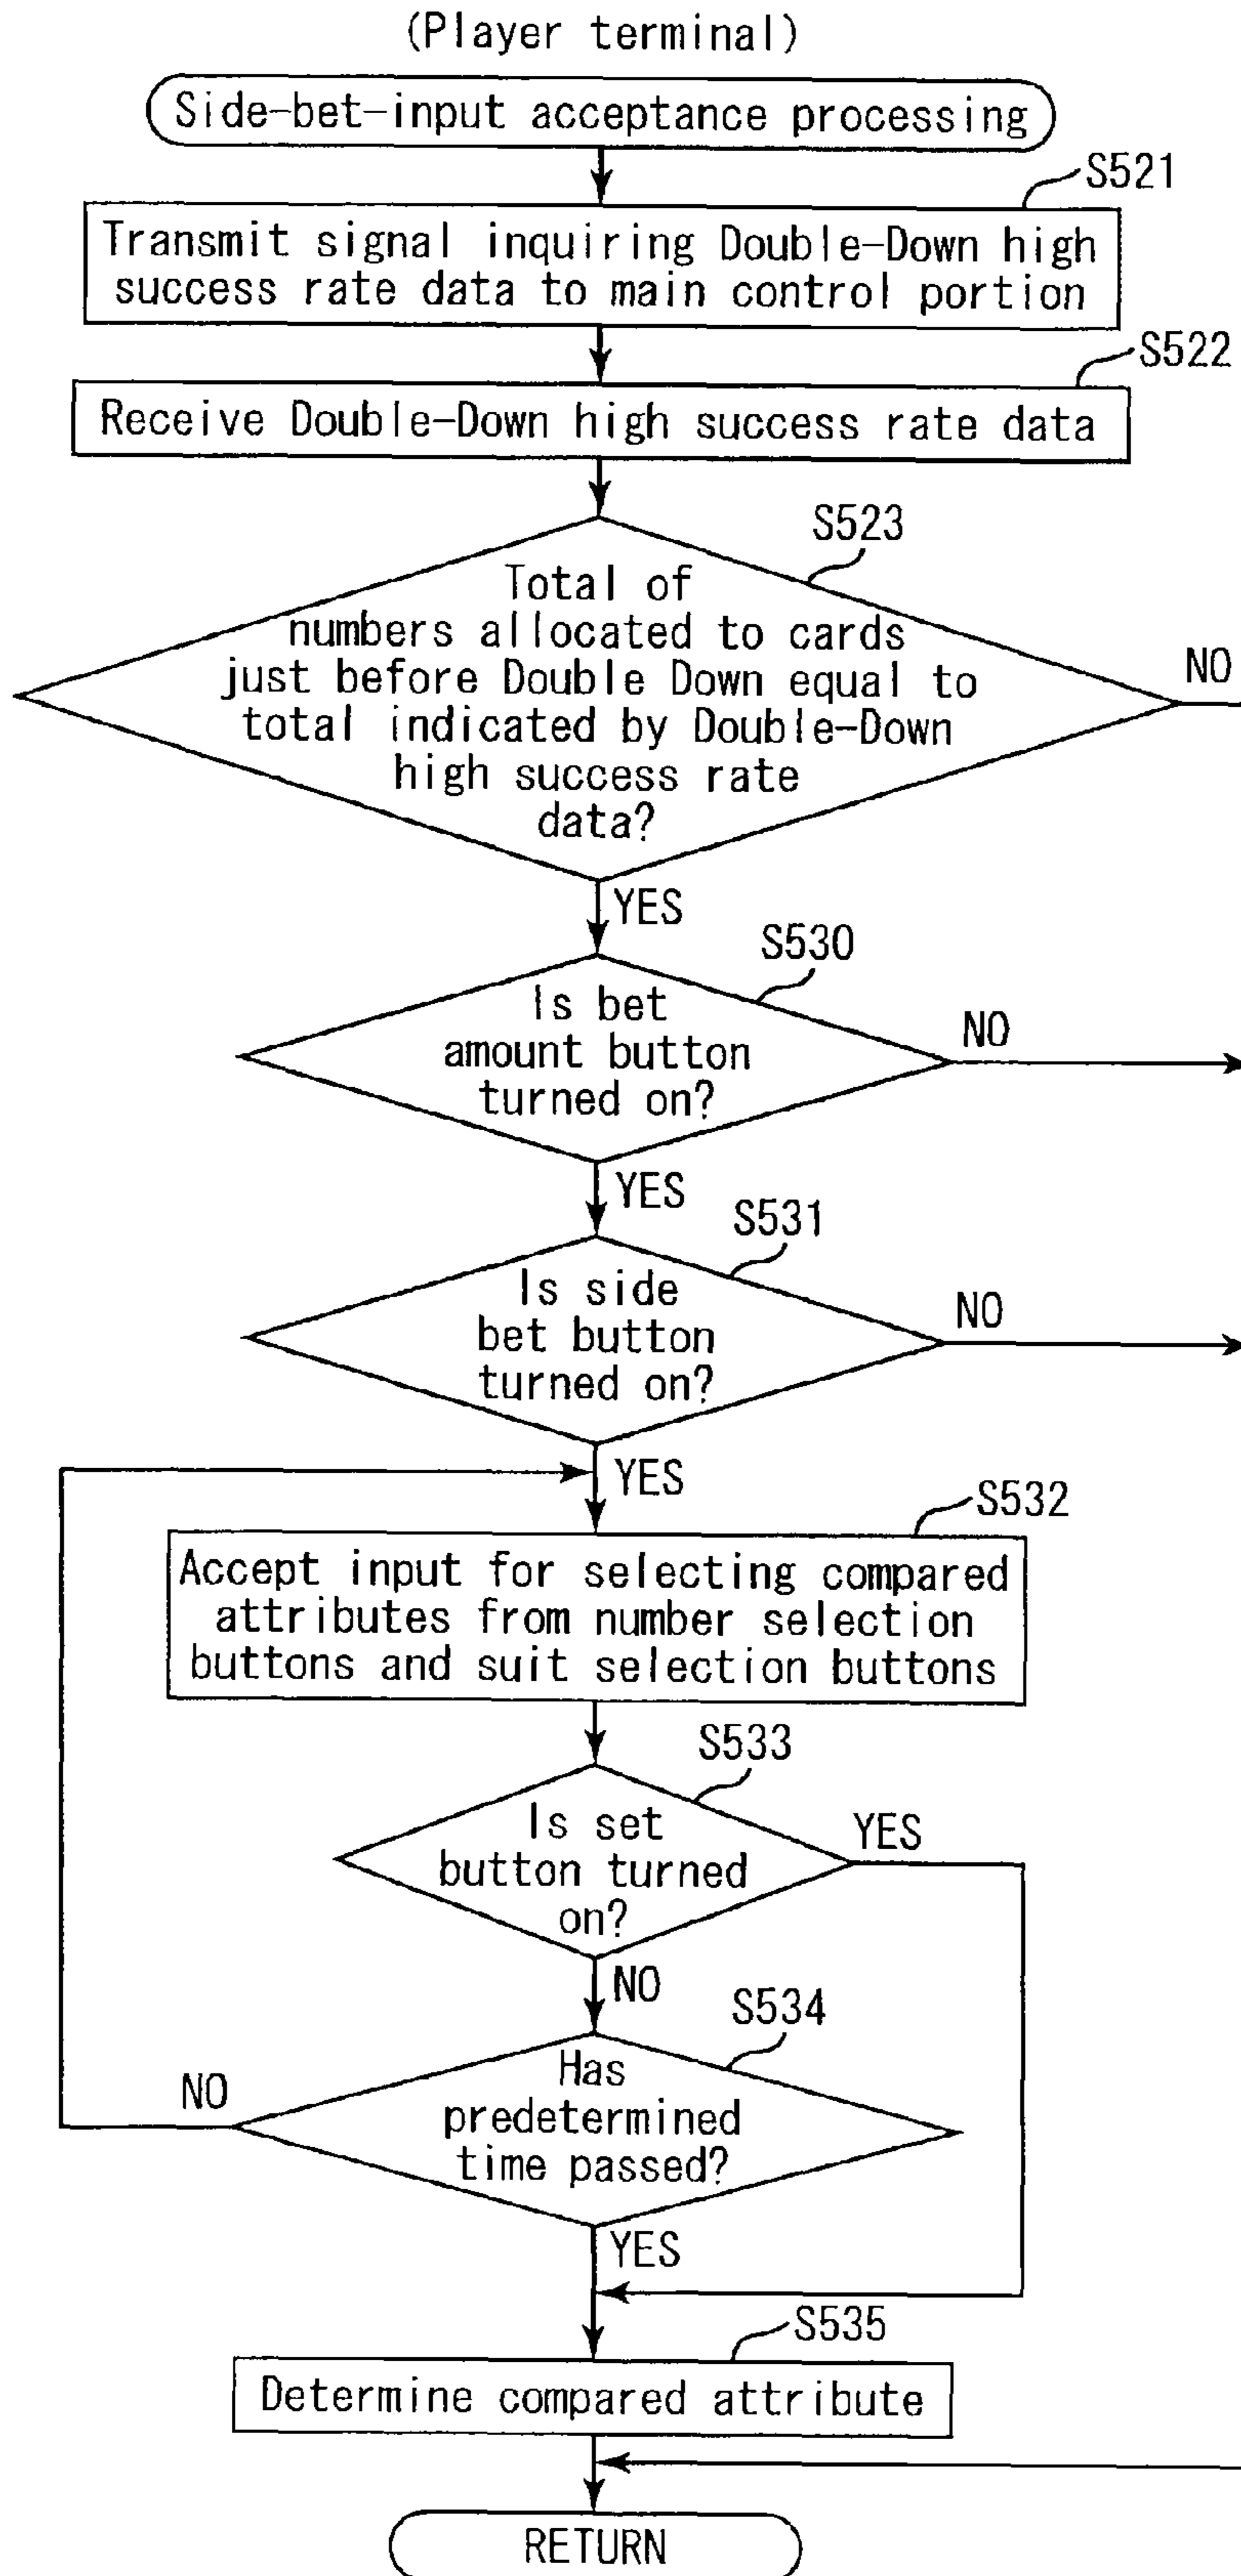 (Player terminal)
Side-bet-input acceptance processing
S521
Transmit signal inquiring Double-Down high
success rate data to main control portion
S522
Receive Double-Down high success rate data
S523
Total of
numbers allocated to cards
just before Double Down equal to
total indicated by Double-Down
high success rate
data?
NO
YES
S530
Is bet
amount button
turned on?
NO
YES
S531
Is side
bet button
turned on?
NO
YES
S532
Accept input for selecting compared
attributes from number selection
buttons and suit selection buttons
S533
Is set
button turned
on?
YES
NO
S534
Has
predetermined
time passed?
NO
YES
S535
Determine compared attribute
RETURN